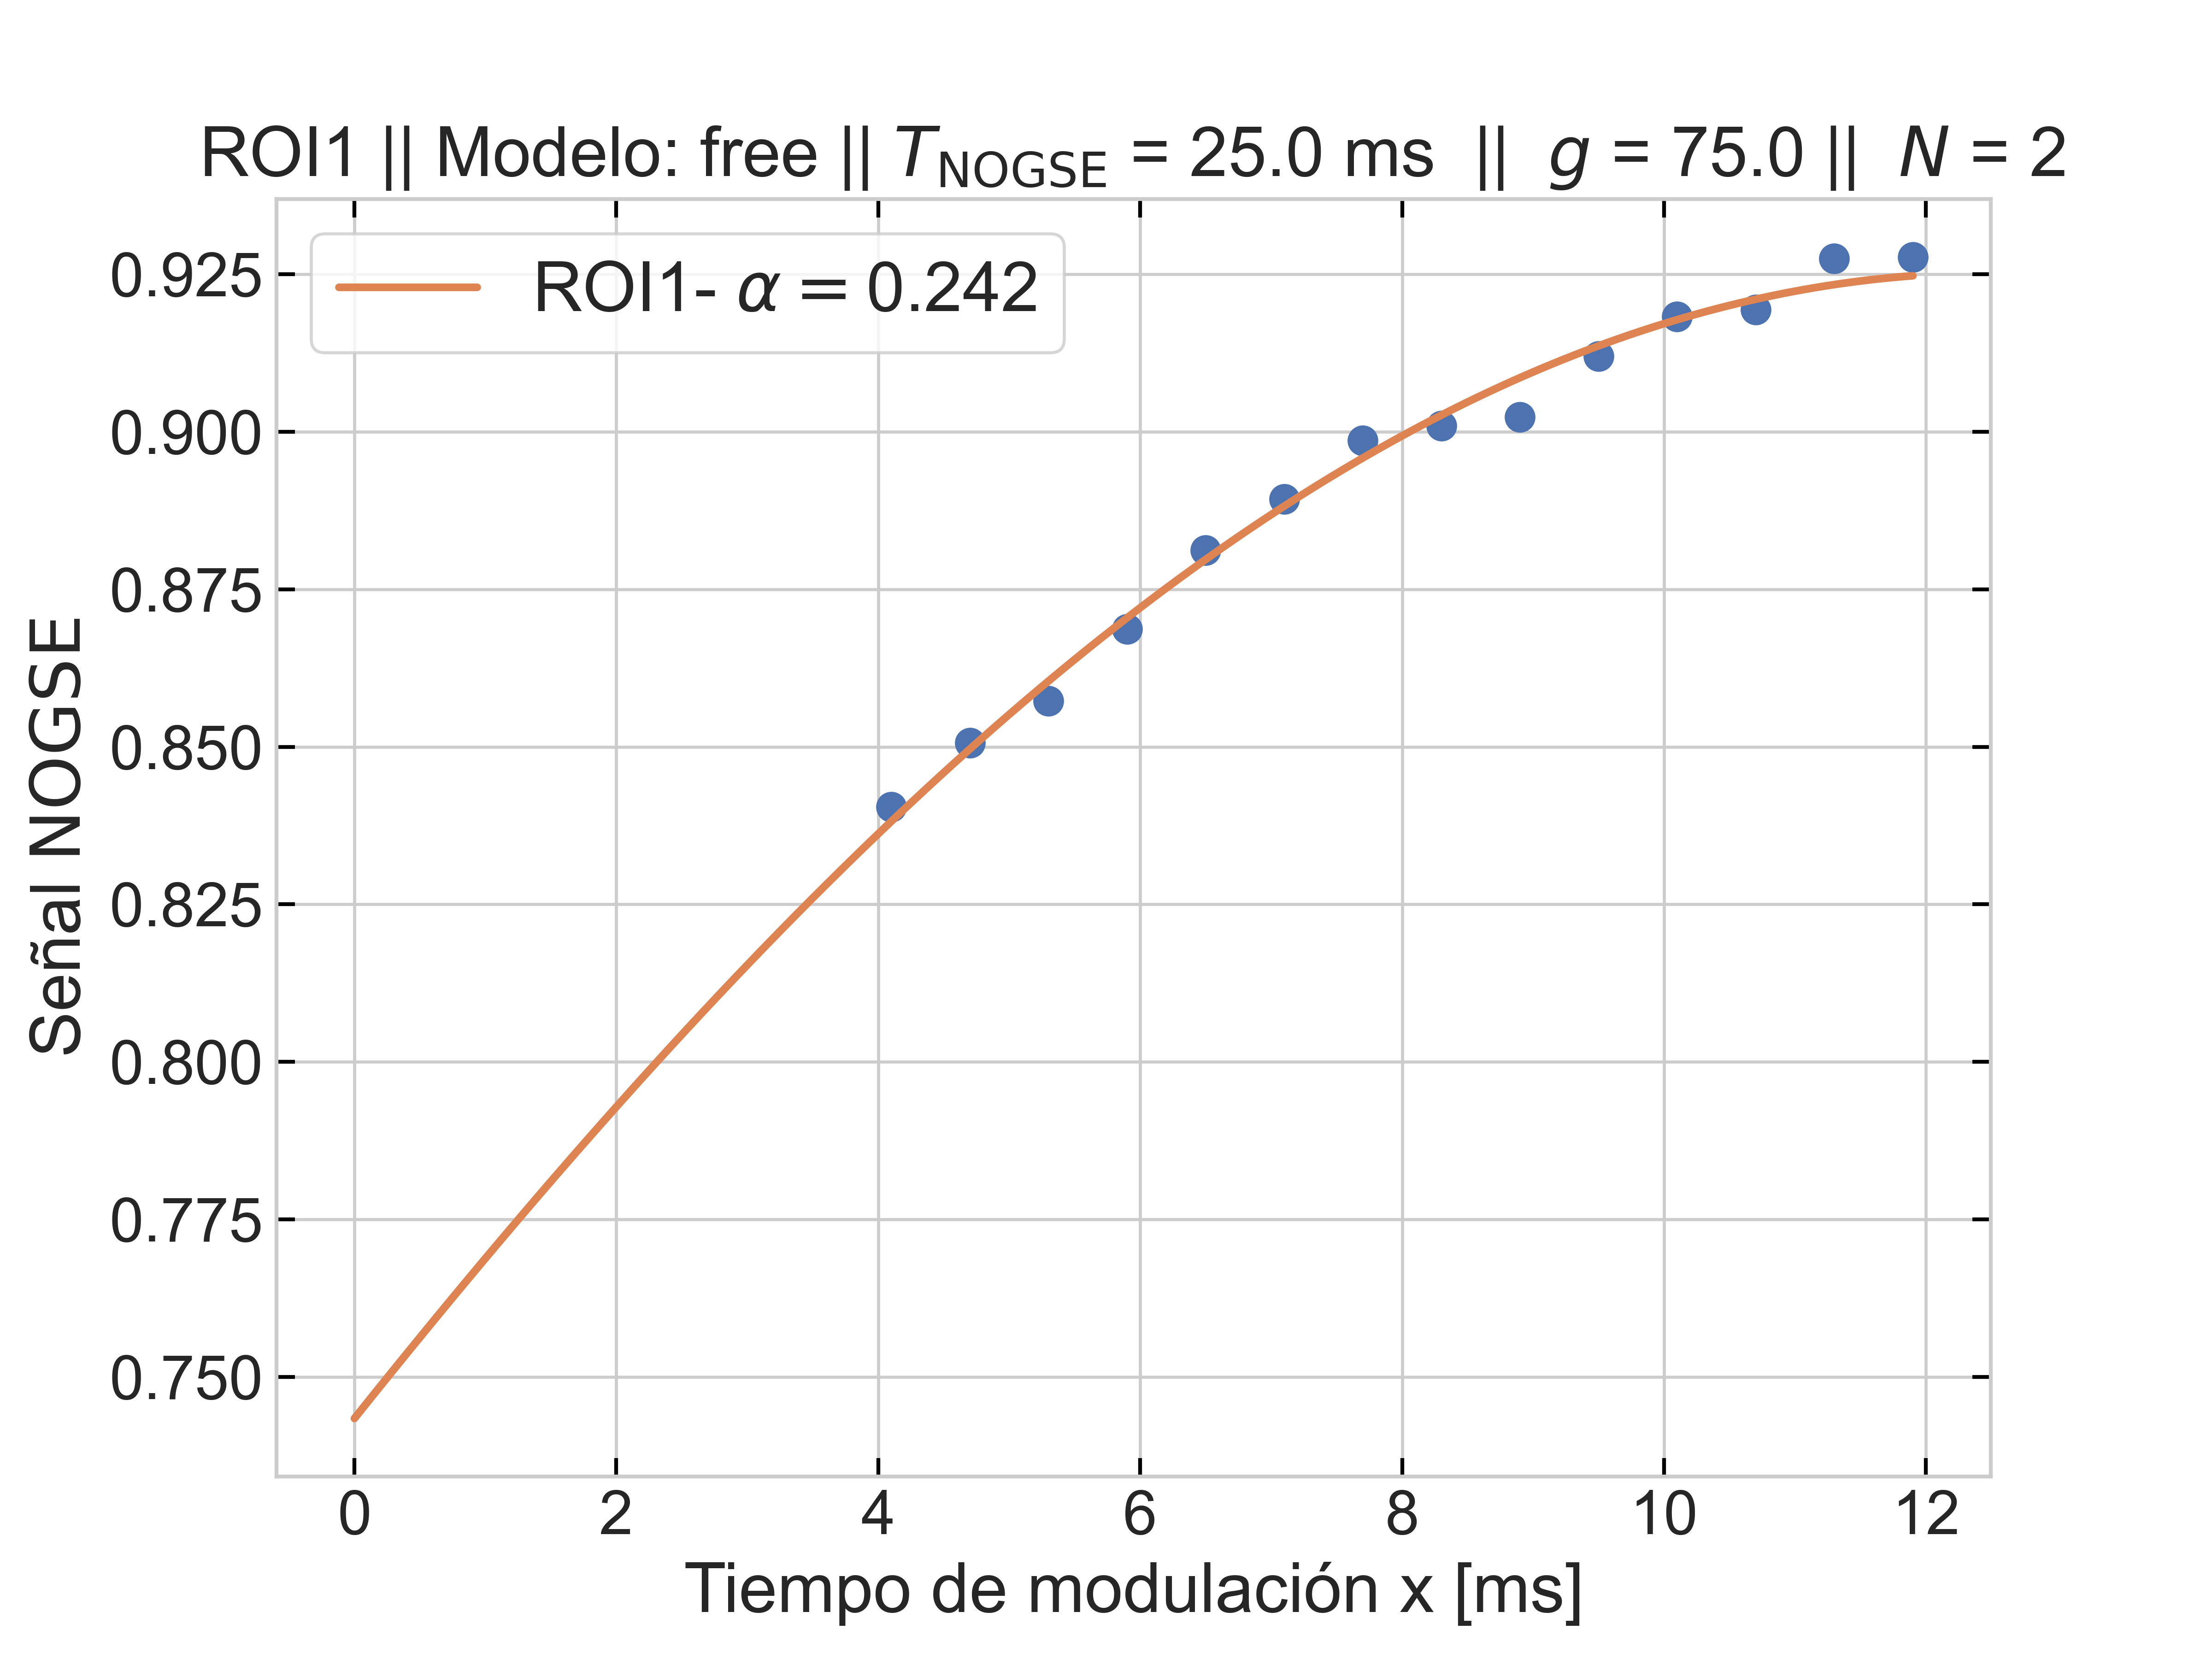 ROI1 || Modelo: free || T_NOGSE = 25.0 ms || g = 75.0 || N = 2
ROI1- α = 0.242
0.925
0.900
0.875
0.850
0.825
0.800
0.775
0.750
Señal NOGSE
0 2 4 6 8 10 12
Tiempo de modulación x [ms]